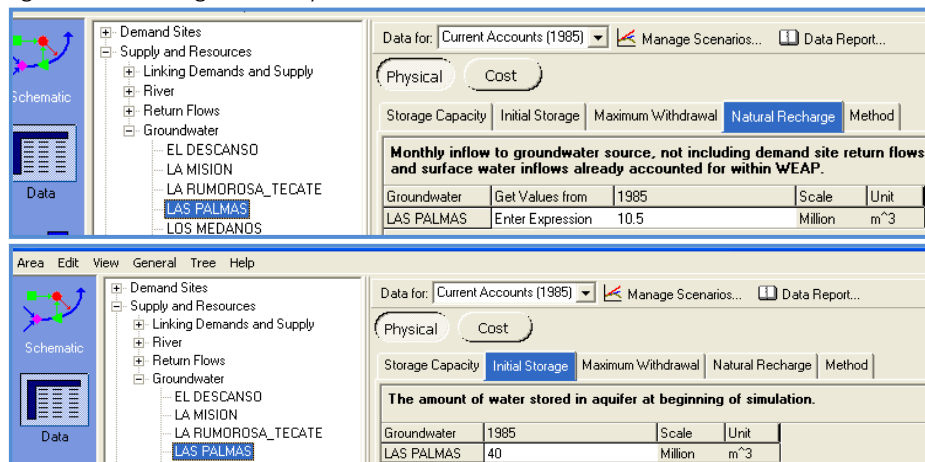 Demand Sites
Supply and Resources
Linking Demands and Supply
River
Return Flows
Groundwater
EL DESCANSO
LA MISION
LA RUMOROSA_TECATE
LAS PALMAS
LOS MEDANOS
Schematic
Data
Data for: Current Accounts (1985) Manage Scenarios... Data Report...
Physical Cost
Storage Capacity Initial Storage Maximum Withdrawal Natural Recharge Method
Monthly inflow to groundwater source, not including demand site return flows
and surface water inflows already accounted for within WEAP.
Groundwater Get Values from 1985 Scale Unit
LAS PALMAS Enter Expression 10.5 Million m^3
Area Edit View General Tree Help
Schematic
Data
Demand Sites
Supply and Resources
Linking Demands and Supply
River
Return Flows
Groundwater
EL DESCANSO
LA MISION
LA RUMOROSA_TECATE
LAS PALMAS
Data for: Current Accounts (1985) Manage Scenarios... Data Report...
Physical Cost
Storage Capacity Initial Storage Maximum Withdrawal Natural Recharge Method
The amount of water stored in aquifer at beginning of simulation.
Groundwater 1985 Scale Unit
LAS PALMAS 40 Million m^3